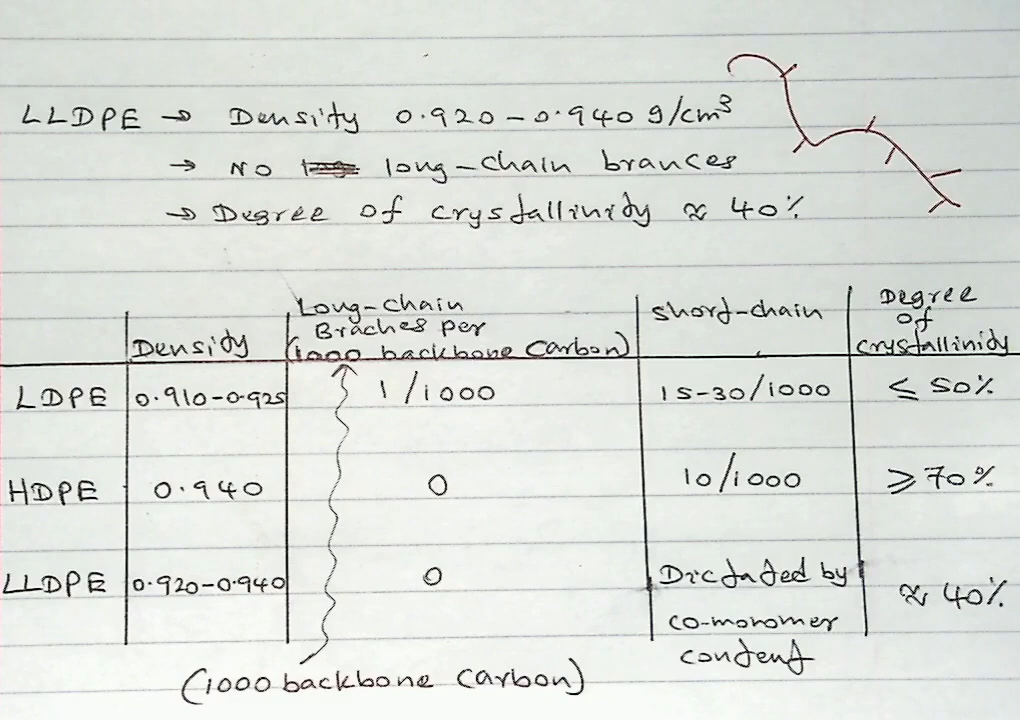 LLDPE → Density 0.920-0.940 g/cm³
→ No long-chain brances
→ Degree of crystallinidy ≈ 40%
Density
Long-chain
Braches per
(1000 backbone carbon)
short-chain
Degree
of
crystallinidy
LDPE 0.910-0.925 1/1000 15-30/1000 ≤ 50%
HDPE 0.940 0 10/1000 ≥ 70%
LLDPE 0.920-0.940 0 Dictated by
co-monomer
content
≈ 40%
(1000 backbone carbon)